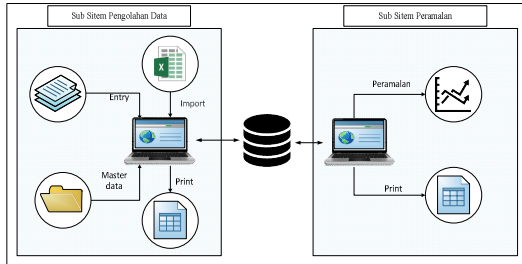 Sub Sitem Pengolahan Data
Sub Sitem Peramalan
Entry
Import
Peramalan
Master
data
Print
Print